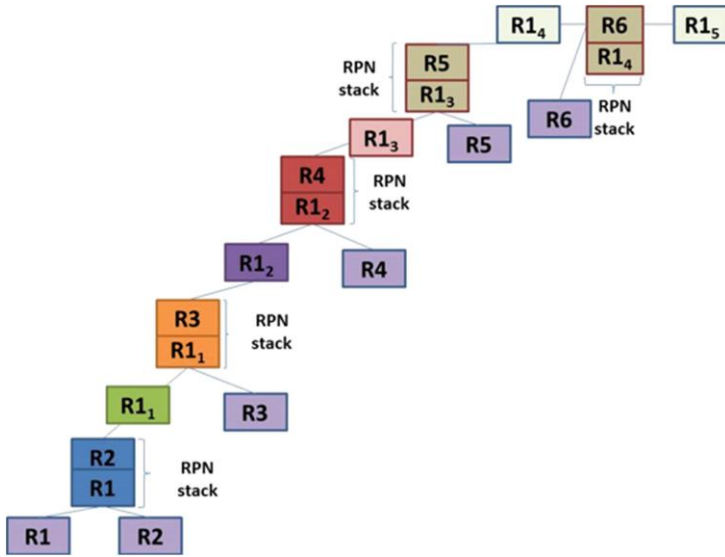 R1₄ R6 R1₅
R1₄
RPN
stack
R5
R1₃
R6
RPN
stack
R1₃
R5
R4
R1₂
RPN
stack
R1₂
R4
R3
R1₁
RPN
stack
R1₁
R3
R2
R1
RPN
stack
R1 R2